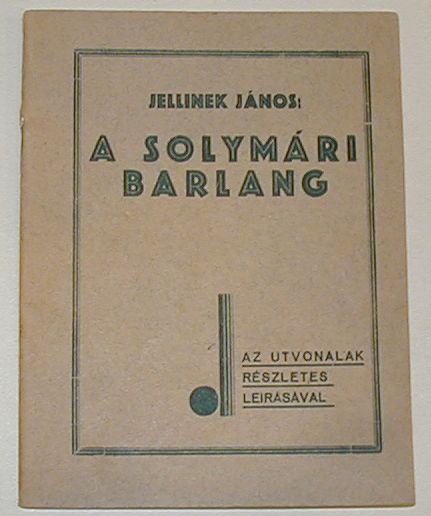 JELLINEK JÁNOS:
A SOLYMÁRI
BARLANG
AZ UTVONALAK
RÉSZLETES
LEIRÁSÁVAL